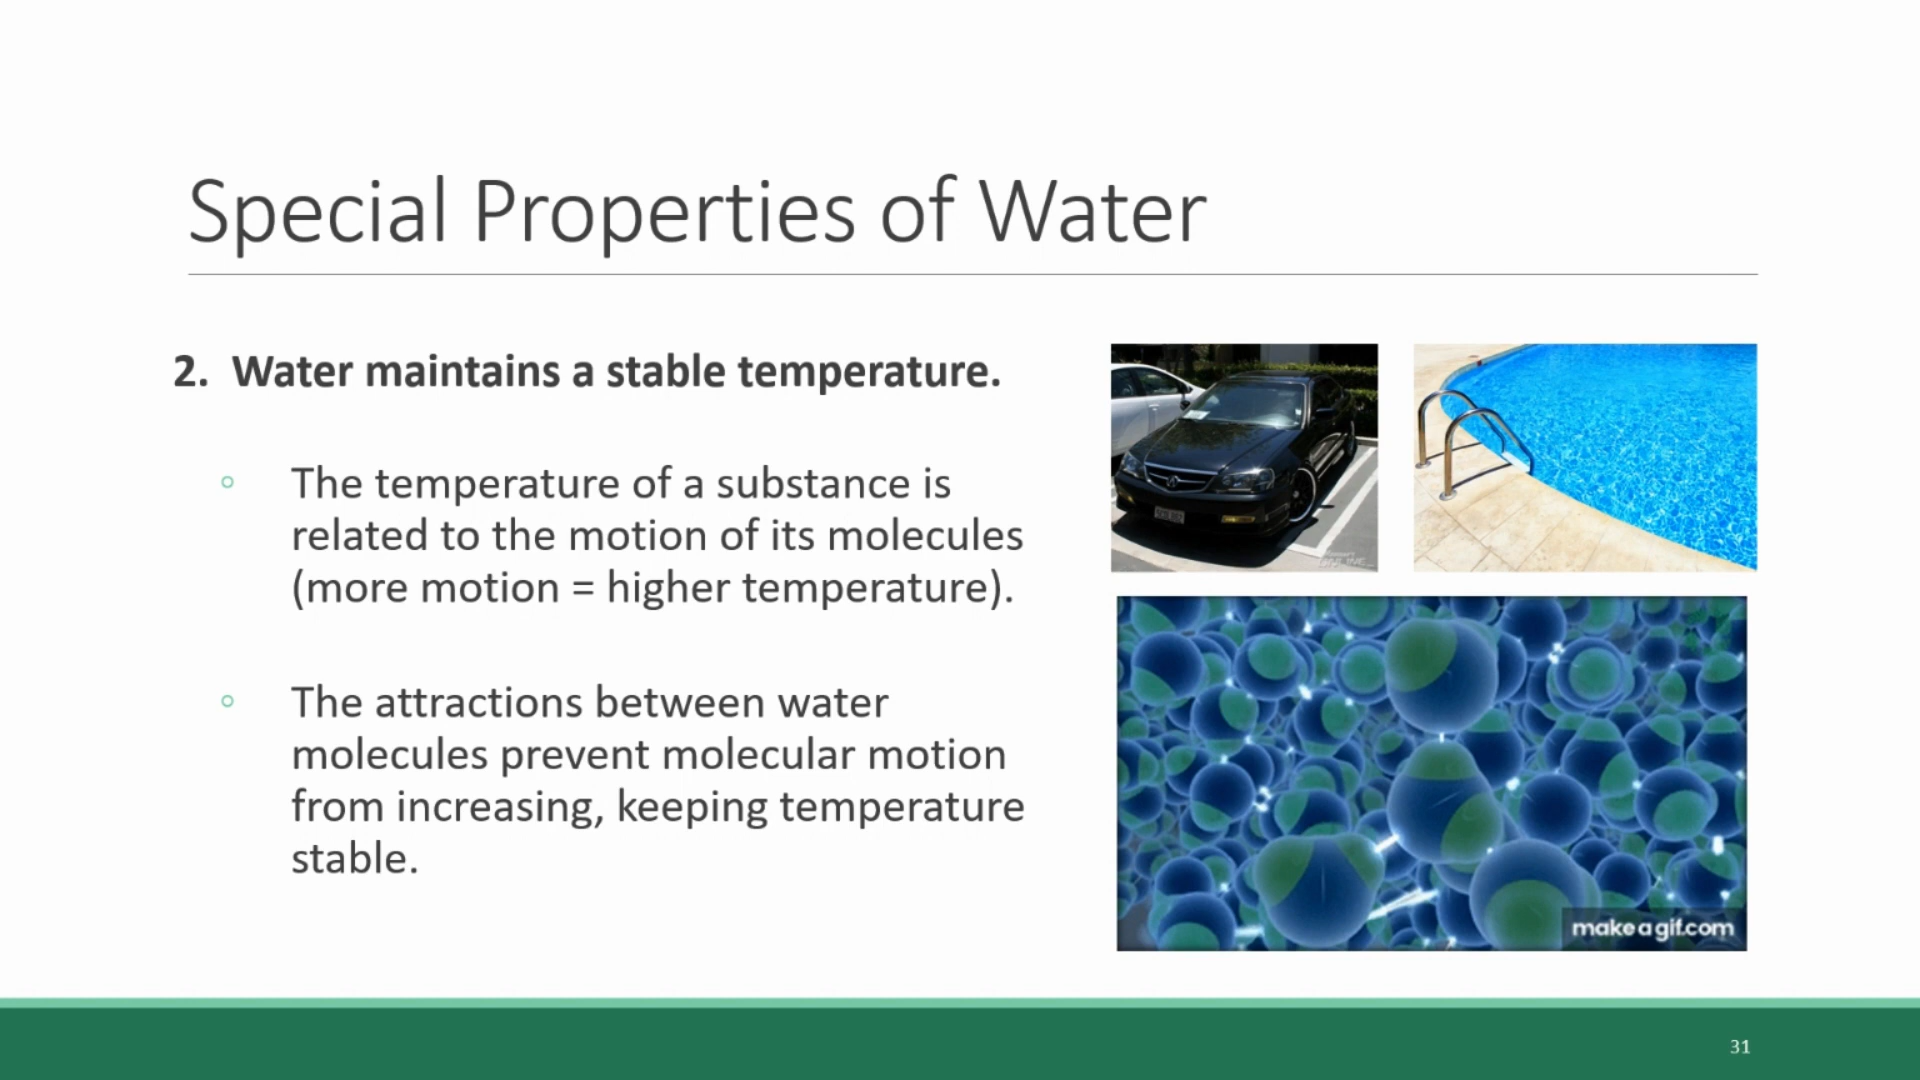 Special Properties of Water
2. Water maintains a stable temperature.
The temperature of a substance is
related to the motion of its molecules
(more motion = higher temperature).
The attractions between water
molecules prevent molecular motion
from increasing, keeping temperature
stable.
makeagif.com
31